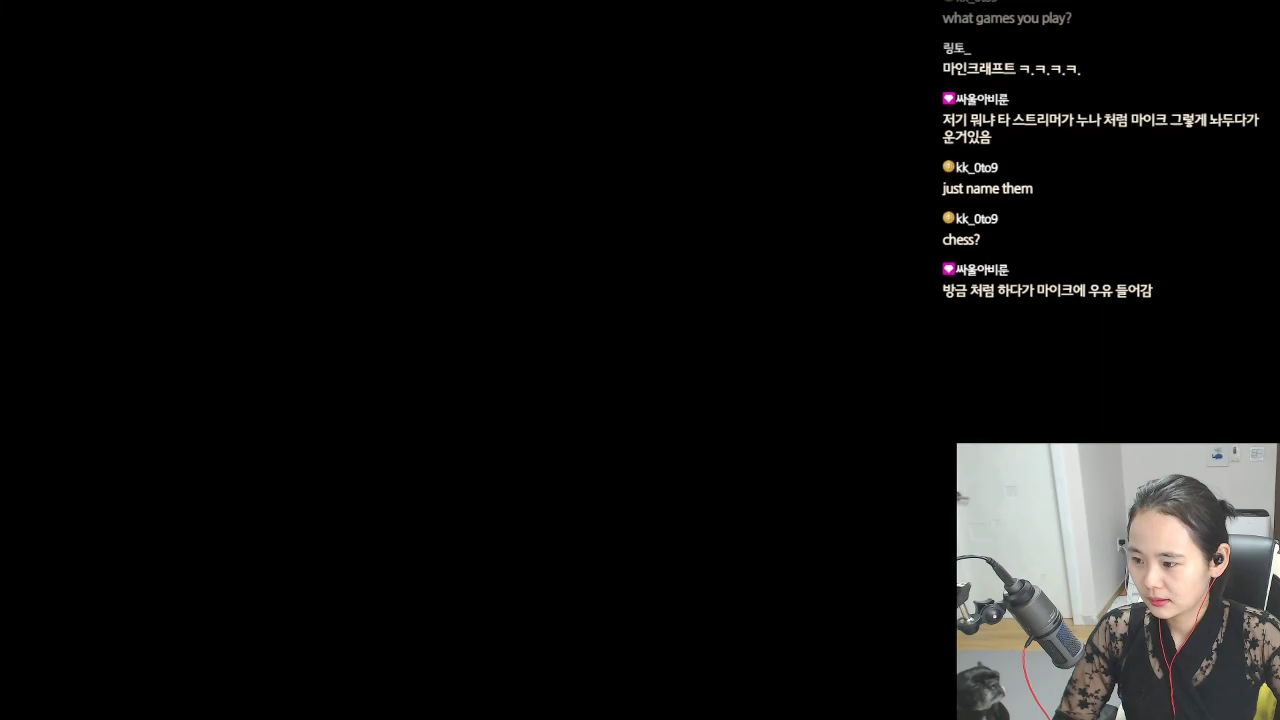 what games you play?
링토_
마인크래프트 ㅋ.ㅋ.ㅋ.ㅋ.
싸울아비룬
저기 뭐냐 타 스트리머가 누나 처럼 마이크 그렇게 놔두다가
운거있음
kk_0to9
just name them
kk_0to9
chess?
싸울아비룬
방금 처럼 하다가 마이크에 우유 들어감